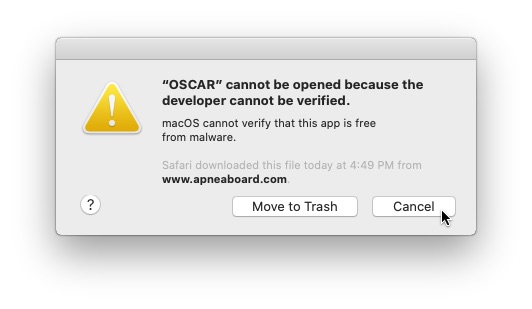 “OSCAR” cannot be opened because the
developer cannot be verified.
macOS cannot verify that this app is free
from malware.
Safari downloaded this file today at 4:49 PM from
www.apneaboard.com.
?
Move to Trash
Cancel